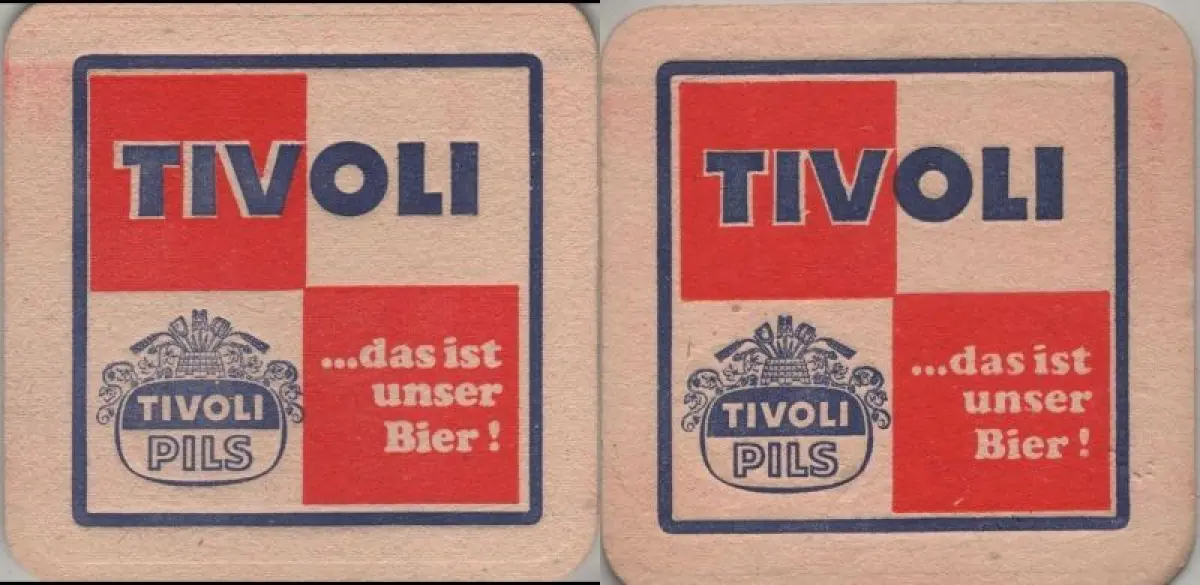 TIVOLI
TIVOLI
PILS
...das ist
unser
Bier!
TIVOLI
TIVOLI
PILS
...das ist
unser
Bier!